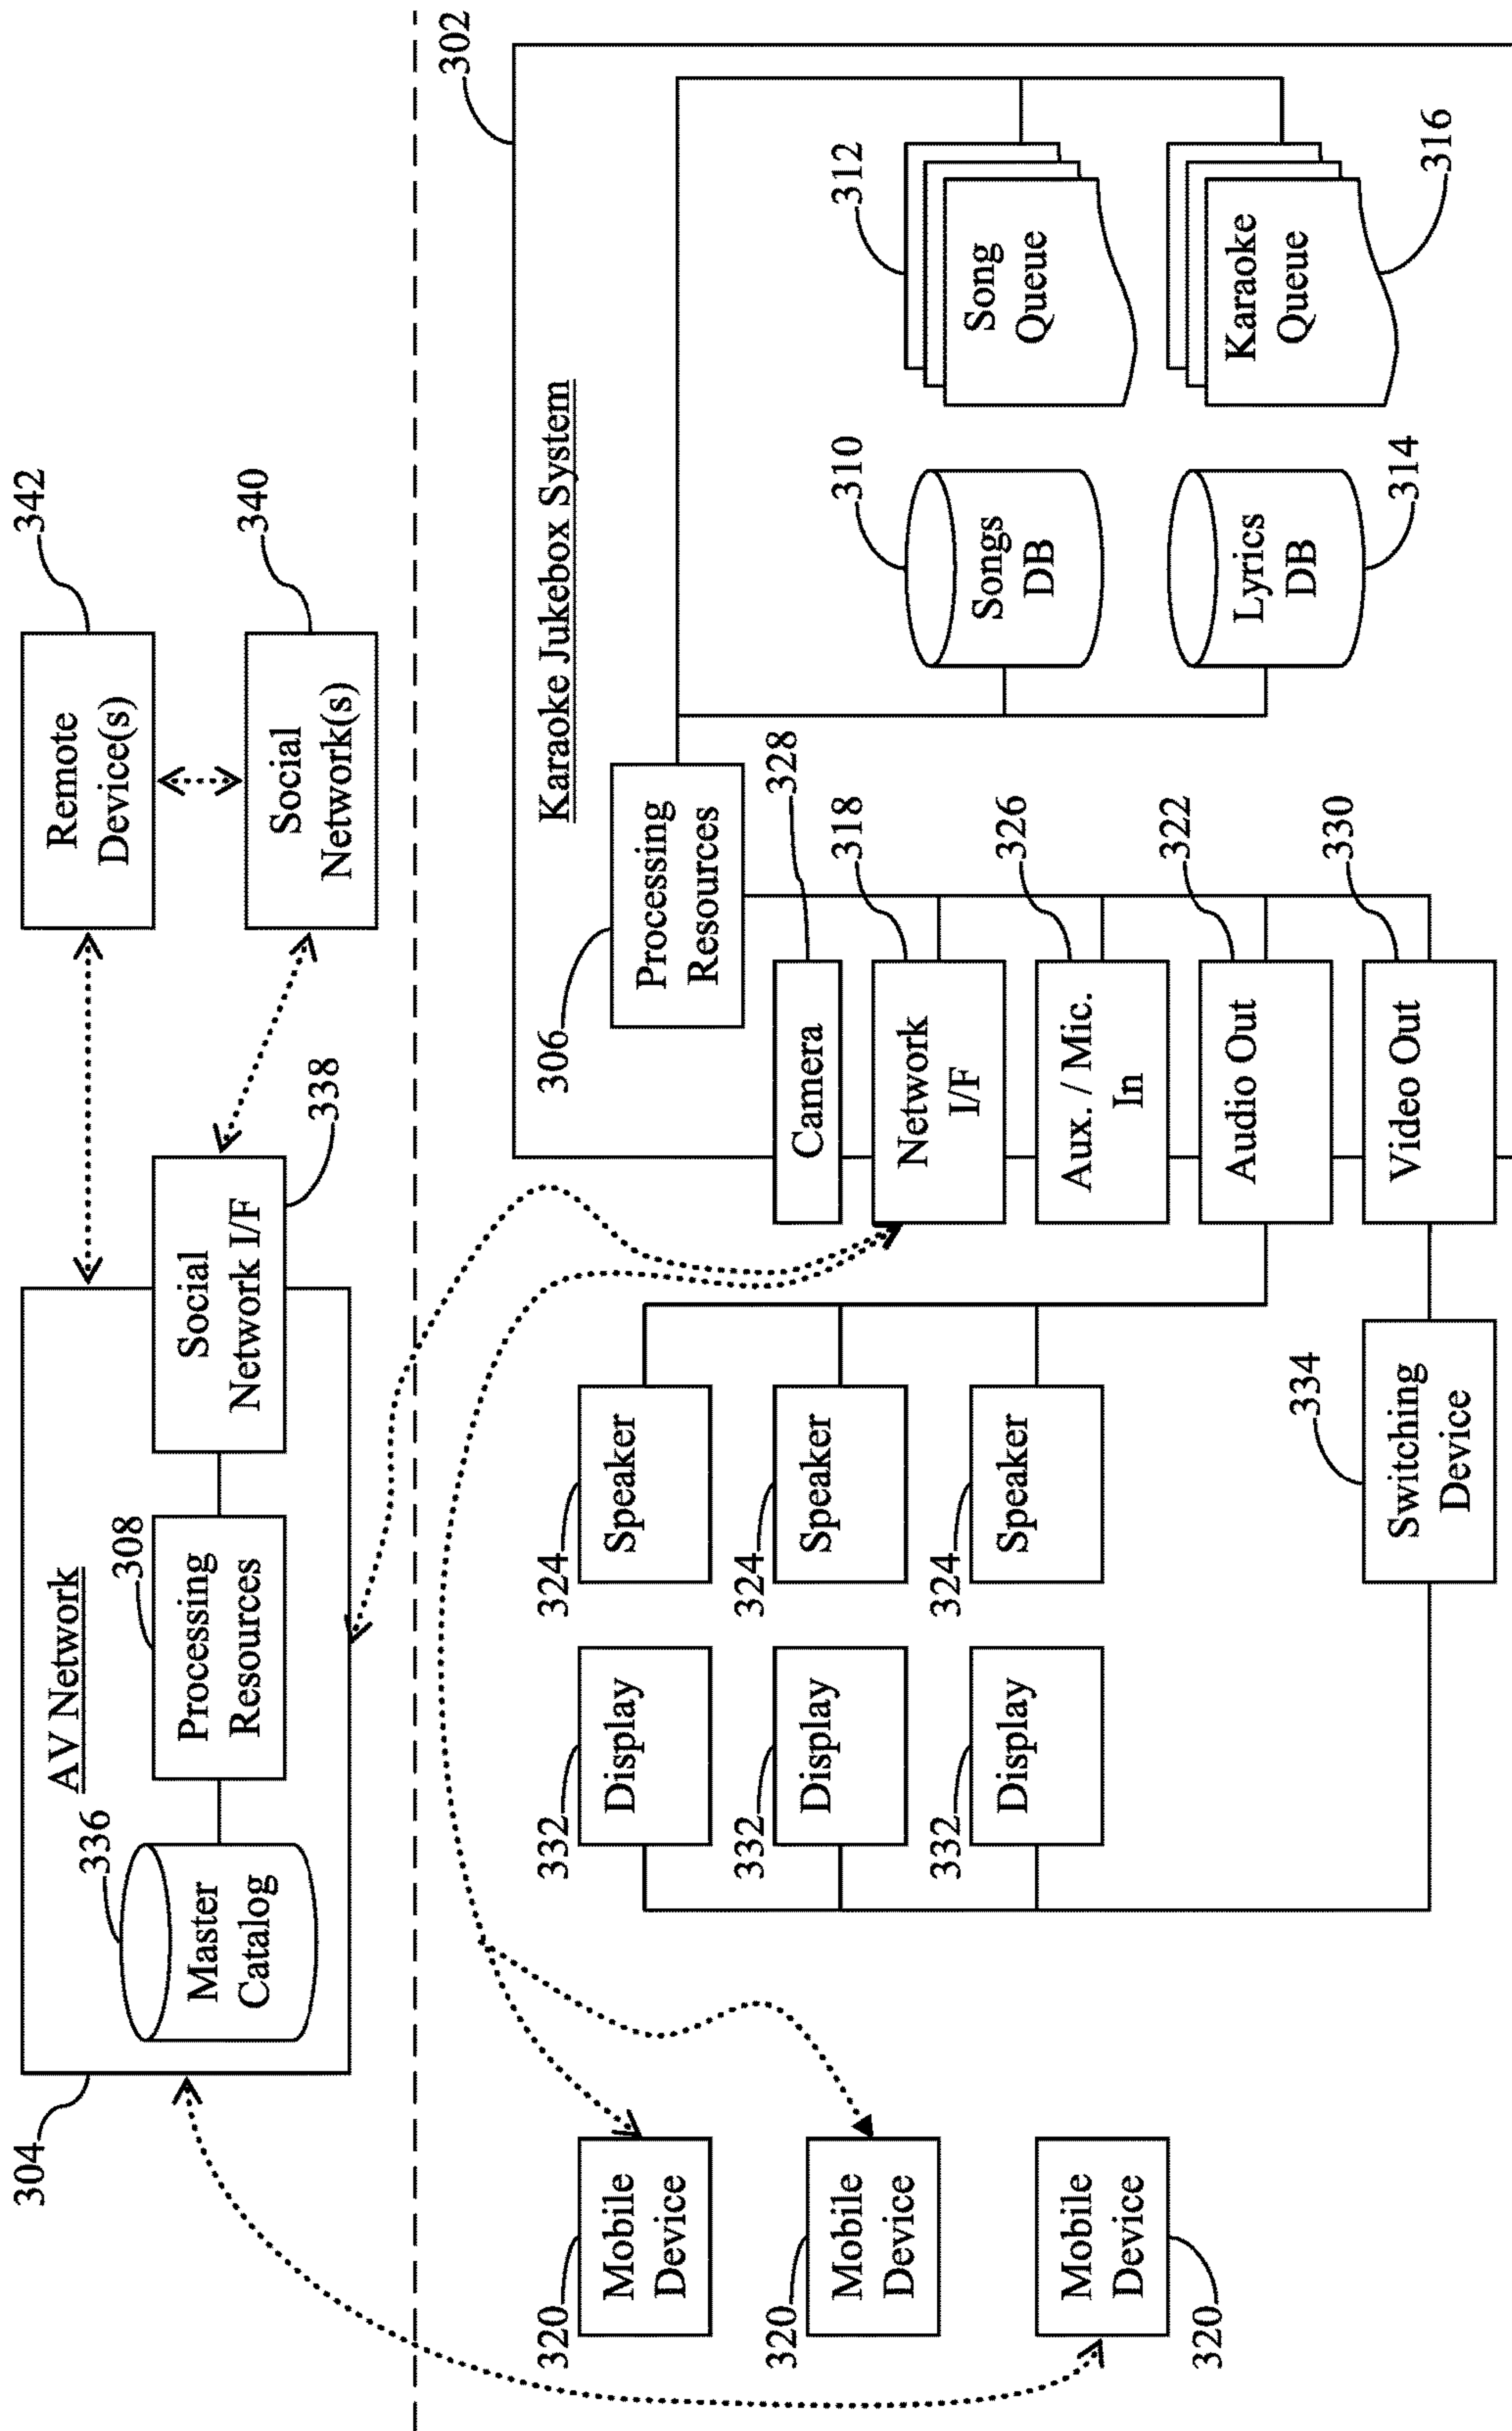 304
AV Network
336
Master
Catalog
308
Processing
Resources
Social
Network I/F
338
Remote
Device(s)
342
Social
Network(s)
340
302
Karaoke Jukebox System
306
Processing
Resources
Camera
328
Network
I/F
318
Aux. / Mic.
In
326
Audio Out
322
Video Out
330
Songs
DB
310
Song
Queue
312
Lyrics
DB
314
Karaoke
Queue
316
320
Mobile
Device
320
Mobile
Device
Mobile
Device
320
332
Display
332
Display
332
Display
324
Speaker
324
Speaker
324
Speaker
334
Switching
Device